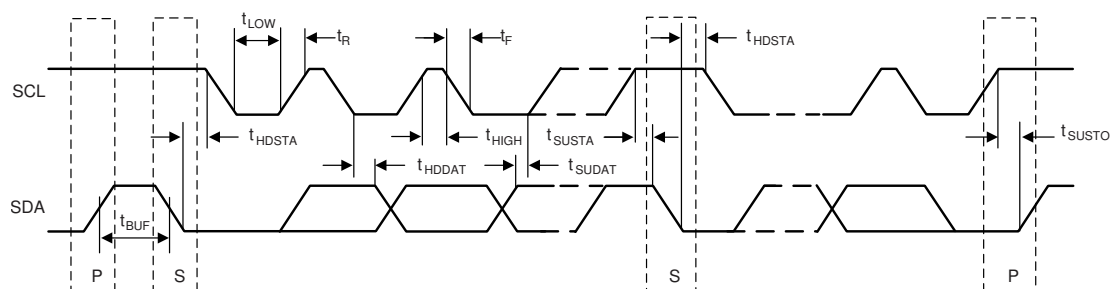 tLOW
tR
tF
tHDSTA
SCL
tHDSTA
tHIGH
tSUSTA
tSUSTO
tHDDAT
tSUDAT
SDA
tBUF
P
S
S
P